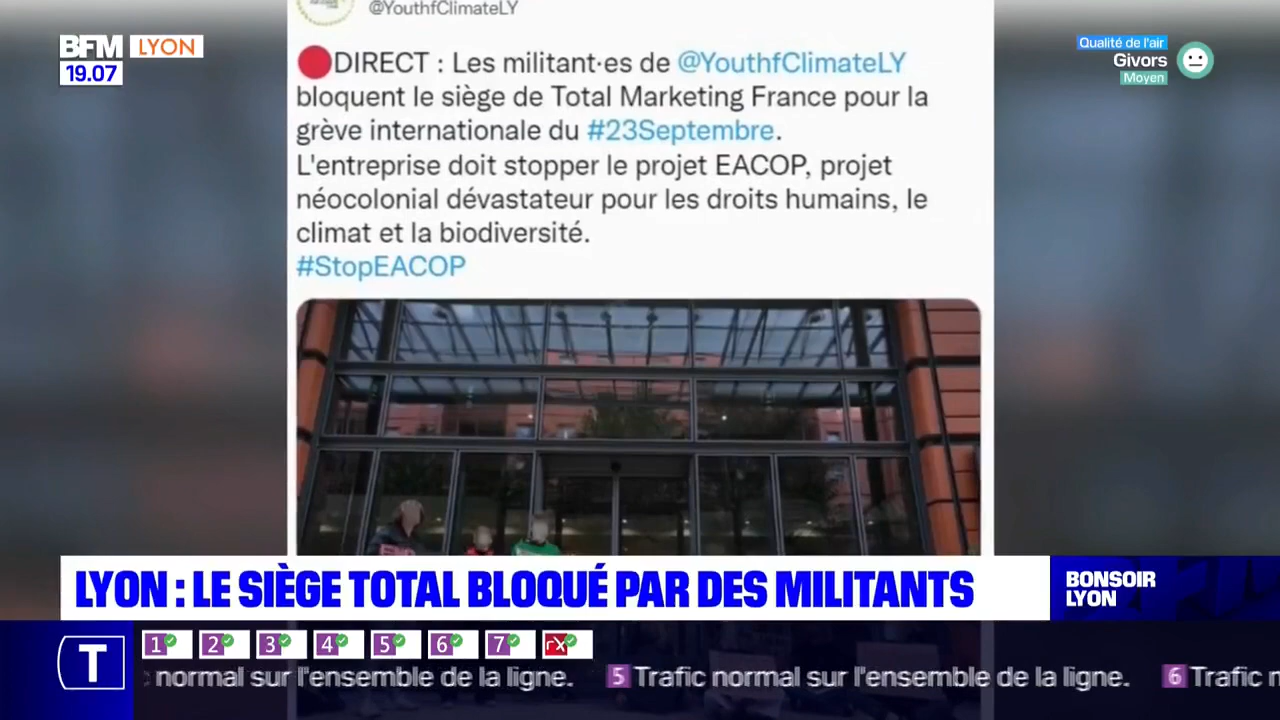 @YouthfClimateLY
BFM LYON
19.07
Qualité de l'air
Givors
Moyen
DIRECT : Les militant·es de @YouthfClimateLY
bloquent le siège de Total Marketing France pour la
grève internationale du #23Septembre.
L'entreprise doit stopper le projet EACOP, projet
néocolonial dévastateur pour les droits humains, le
climat et la biodiversité.
#StopEACOP
LYON : LE SIÈGE TOTAL BLOQUÉ PAR DES MILITANTS
BONSOIR
LYON
T
1 2 3 4 5 6 7 rx
normal sur l'ensemble de la ligne. 5 Trafic normal sur l'ensemble de la ligne. 6 Trafic